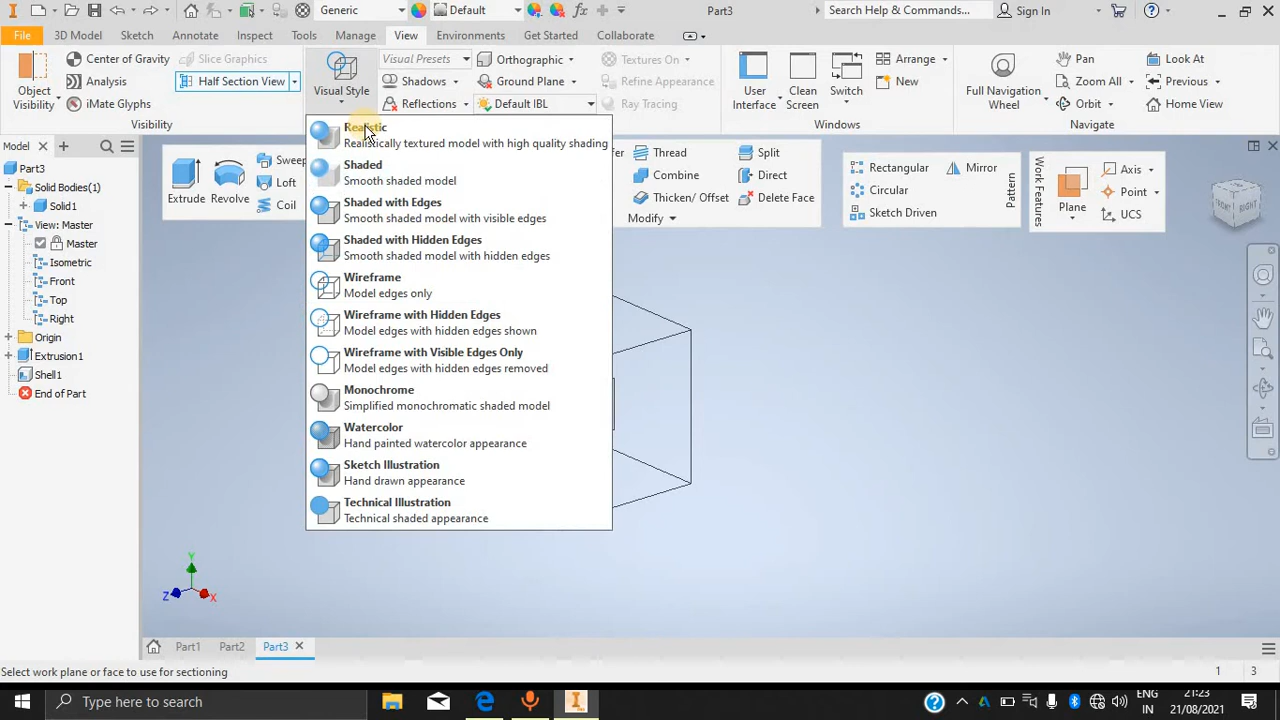 Generic
Default
fx
Part3
Search Help & Commands...
Sign In
File
3D Model
Sketch
Annotate
Inspect
Tools
Manage
View
Environments
Get Started
Collaborate
Object
Visibility
Center of Gravity
Analysis
iMate Glyphs
Slice Graphics
Half Section View
Visibility
Visual Style
Visual Presets
Shadows
Reflections
Orthographic
Ground Plane
Default IBL
Textures On
Refine Appearance
Ray Tracing
User
Interface
Clean
Screen
Switch
Arrange
New
Windows
Full Navigation
Wheel
Pan
Zoom All
Orbit
Look At
Previous
Home View
Navigate
Model
Part3
Solid Bodies(1)
Solid1
View: Master
Master
Isometric
Front
Top
Right
Origin
Extrusion1
Shell1
End of Part
Extrude
Revolve
Sweep
Loft
Coil
Realistic
Realistically textured model with high quality shading
Shaded
Smooth shaded model
Shaded with Edges
Smooth shaded model with visible edges
Shaded with Hidden Edges
Smooth shaded model with hidden edges
Wireframe
Model edges only
Wireframe with Hidden Edges
Model edges with hidden edges shown
Wireframe with Visible Edges Only
Model edges with hidden edges removed
Monochrome
Simplified monochromatic shaded model
Watercolor
Hand painted watercolor appearance
Sketch Illustration
Hand drawn appearance
Technical Illustration
Technical shaded appearance
fer
Thread
Combine
Thicken/ Offset
Split
Direct
Delete Face
Modify
Rectangular
Circular
Sketch Driven
Mirror
Pattern
Work Features
Plane
Axis
Point
UCS
Y
Z
X
Part1
Part2
Part3
Select work plane or face to use for sectioning
1
3
Type here to search
ENG
IN
21:23
21/08/2021